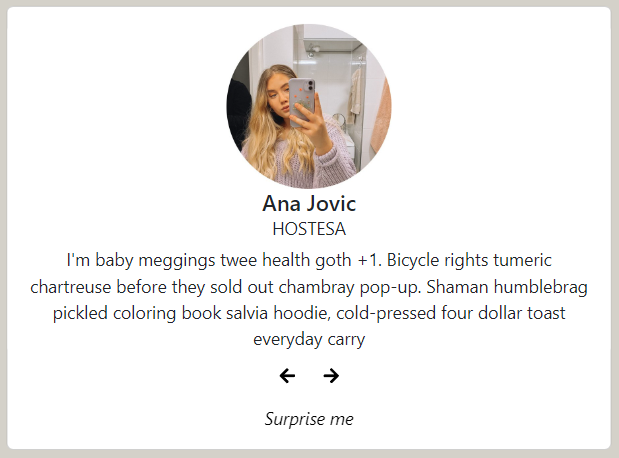 Ana Jovic
HOSTESA
I'm baby meggings twee health goth +1. Bicycle rights tumeric
chartreuse before they sold out chambray pop-up. Shaman humblebrag
pickled coloring book salvia hoodie, cold-pressed four dollar toast
everyday carry
Surprise me